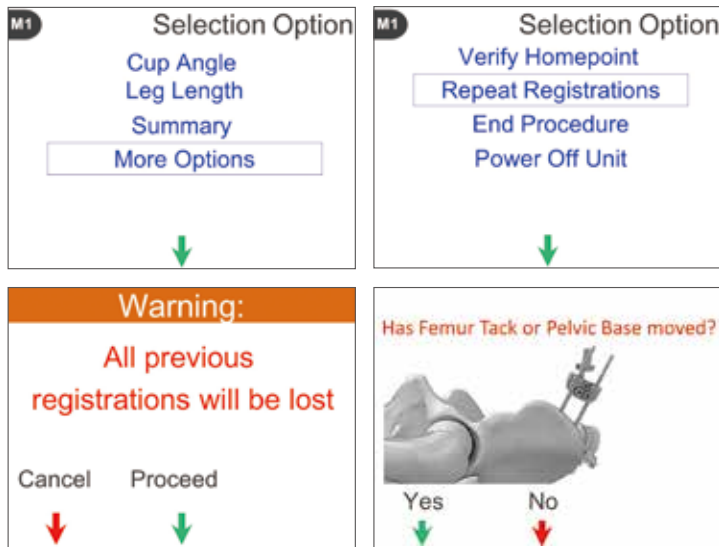 M1
Selection Option
Cup Angle
Leg Length
Summary
More Options
M1
Selection Option
Verify Homepoint
Repeat Registrations
End Procedure
Power Off Unit
Warning:
All previous
registrations will be lost
Cancel Proceed
Has Femur Tack or Pelvic Base moved?
Yes No